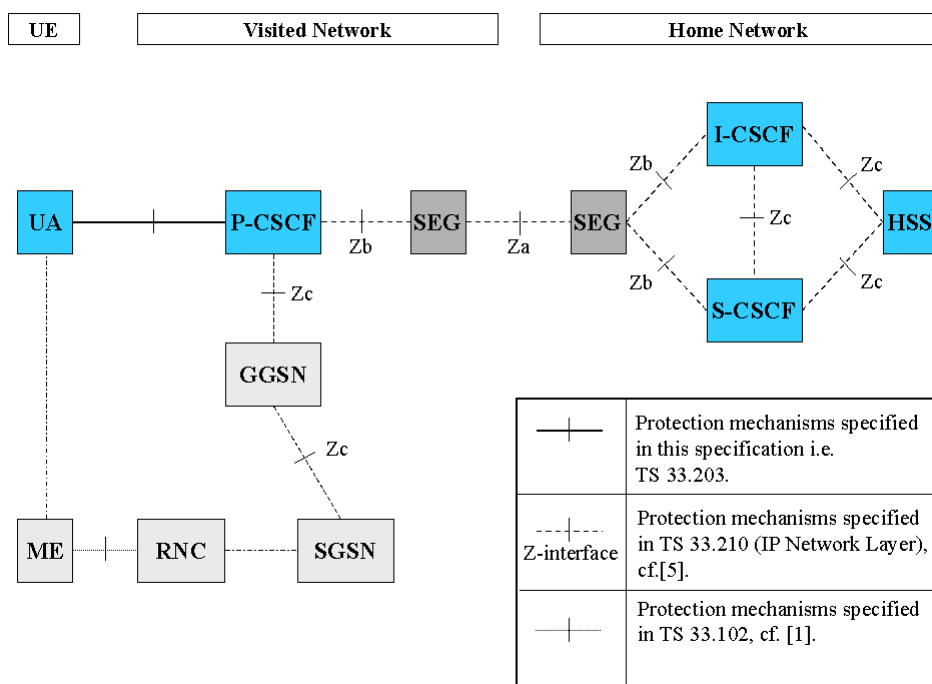 UE
Visited Network
Home Network
I-CSCF
Zb
Zc
UA
P-CSCF
SEG
SEG
Zc
HSS
Zb
Za
Zb
Zc
Zc
S-CSCF
GGSN
Zc
ME
RNC
SGSN
Protection mechanisms specified
in this specification i.e.
TS 33.203.
Z-interface
Protection mechanisms specified
in TS 33.210 (IP Network Layer),
cf.[5].
Protection mechanisms specified
in TS 33.102, cf. [1].